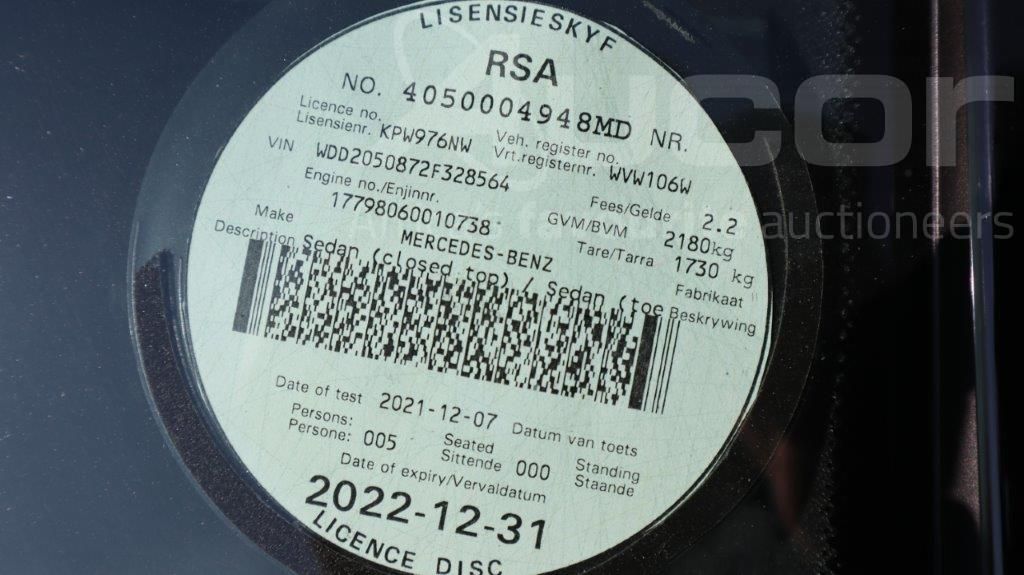 LISENSIESKYF
RSA
NO. 4050004948MD NR.
Licence no. Veh. register no.
Lisensienr. KPW976NW Vrt.registernr. WVW106W
VIN WDD2050872F328564 Fees/Gelde 2.2
Engine no./Enjinnr. GVM/BVM 2180kg
17798060010738 Tare/Tarra 1730 kg
Make MERCEDES-BENZ Fabrikaat
Description Sedan (closed top) / Sedan (toe Beskrywing
Date of test 2021-12-07 Datum van toets
Persons: Seated Standing
Persone: 005 Sittende 000 Staande
Date of expiry/Vervaldatum
2022-12-31
LICENCE DISC
Aucor
auctioneers